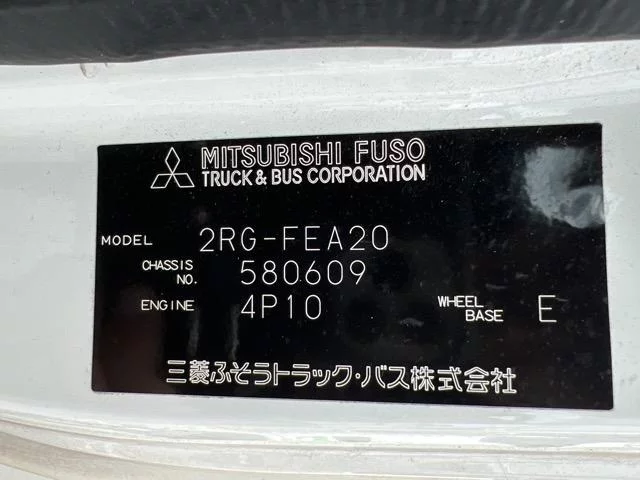 MITSUBISHI FUSO
TRUCK & BUS CORPORATION
MODEL 2RG-FEA20
CHASSIS NO. 580609
ENGINE 4P10 WHEEL BASE E
三菱ふそうトラック・バス株式会社